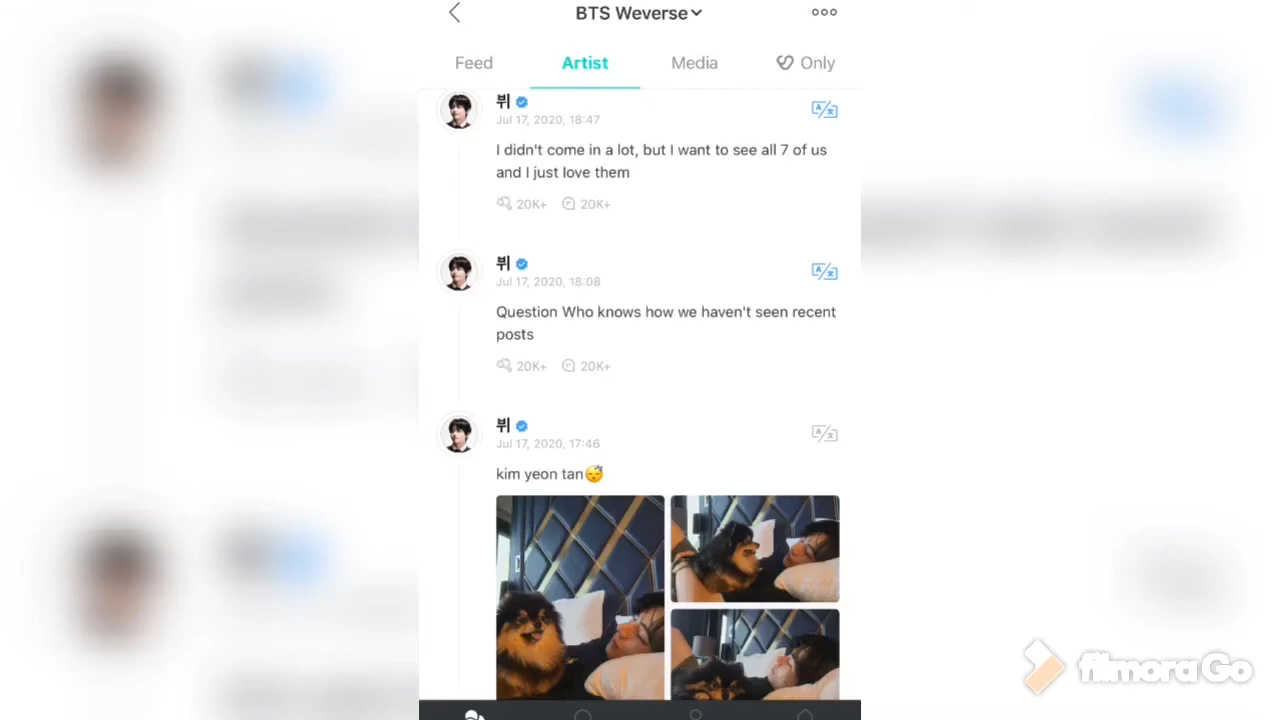 BTS Weverse
Feed Artist Media Only
뷔
Jul 17, 2020, 18:47
I didn't come in a lot, but I want to see all 7 of us
and I just love them
20K+ 20K+
뷔
Jul 17, 2020, 18:08
Question Who knows how we haven't seen recent
posts
20K+ 20K+
뷔
Jul 17, 2020, 17:46
kim yeon tan😴
filmora Go